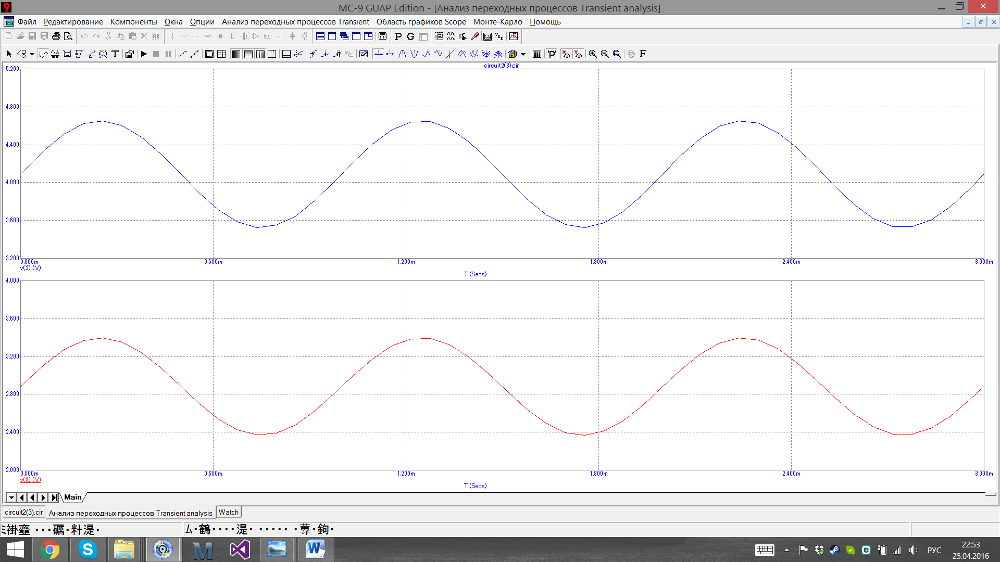 MC-9 GUAP Edition - [Анализ переходных процессов Transient analysis]
Файл Редактирование Компоненты Окна Опции Анализ переходных процессов Transient Область графиков Scope Монте-Карло Помощь
circuit2(3).cir
5.200
4.800
4.400
4.000
3.600
3.200
0.000m 0.600m 1.200m 1.800m 2.400m 3.000m
v(2) (V)
T (Secs)
4.000
3.600
3.200
2.800
2.400
2.000
0.000m 0.600m 1.200m 1.800m 2.400m 3.000m
v(3) (V)
T (Secs)
Main
circuit2(3).cir Анализ переходных процессов Transient analysis Watch
РУС
22:53
25.04.2016